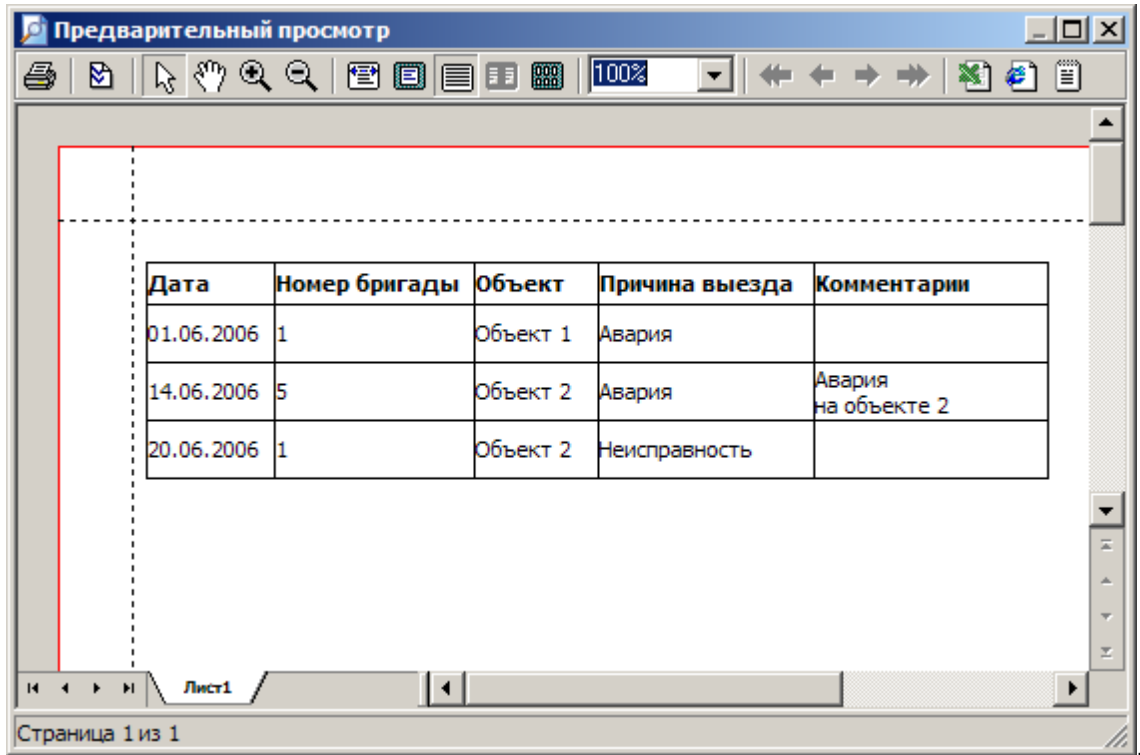 Предварительный просмотр
100%
Дата Номер бригады Объект Причина выезда Комментарии
01.06.2006 1 Объект 1 Авария
14.06.2006 5 Объект 2 Авария Авария
на объекте 2
20.06.2006 1 Объект 2 Неисправность
Лист1
Страница 1 из 1